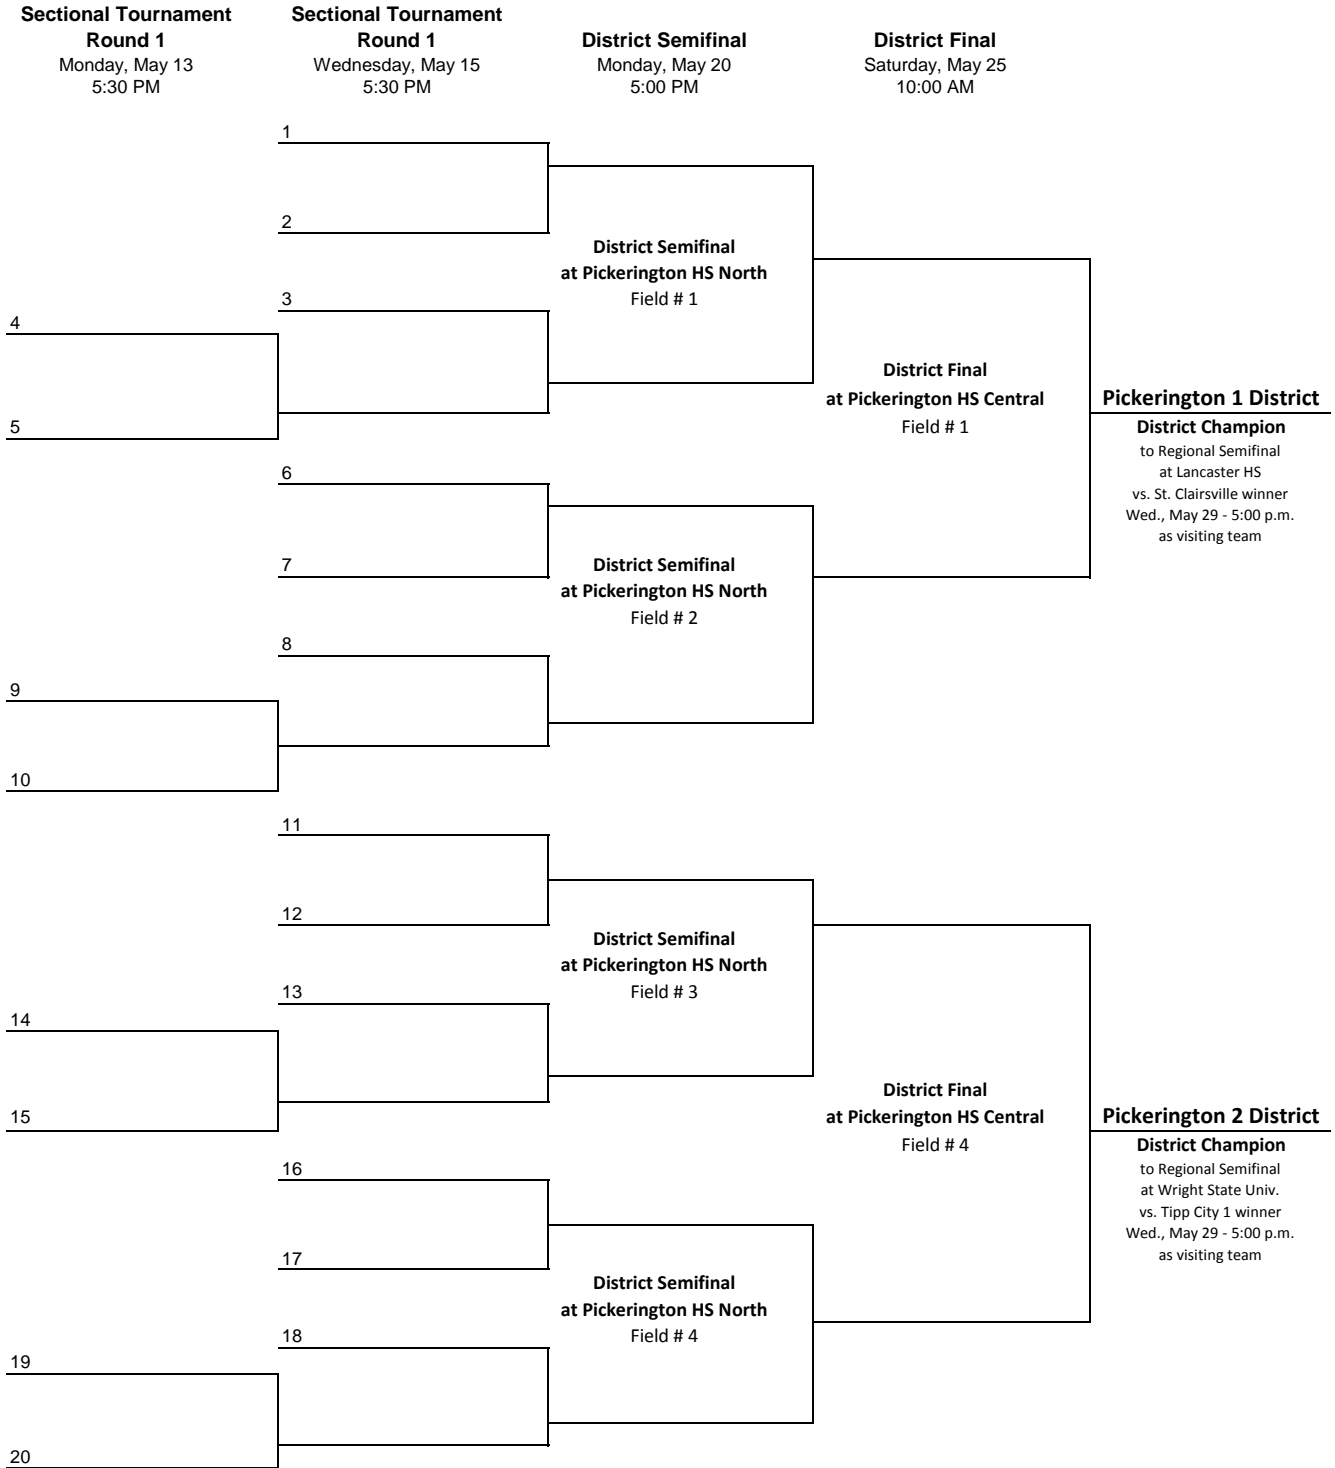 Sectional Tournament
Round 1
Monday, May 13
5:30 PM
Sectional Tournament
Round 1
Wednesday, May 15
5:30 PM
District Semifinal
Monday, May 20
5:00 PM
District Final
Saturday, May 25
10:00 AM
1
2
District Semifinal
at Pickerington HS North
Field # 1
3
4
5
District Final
at Pickerington HS Central
Field # 1
Pickerington 1 District
District Champion
to Regional Semifinal
at Lancaster HS
vs. St. Clairsville winner
Wed., May 29 - 5:00 p.m.
as visiting team
6
7
District Semifinal
at Pickerington HS North
Field # 2
8
9
10
11
12
District Semifinal
at Pickerington HS North
Field # 3
13
14
15
District Final
at Pickerington HS Central
Field # 4
Pickerington 2 District
District Champion
to Regional Semifinal
at Wright State Univ.
vs. Tipp City 1 winner
Wed., May 29 - 5:00 p.m.
as visiting team
16
17
District Semifinal
at Pickerington HS North
Field # 4
18
19
20